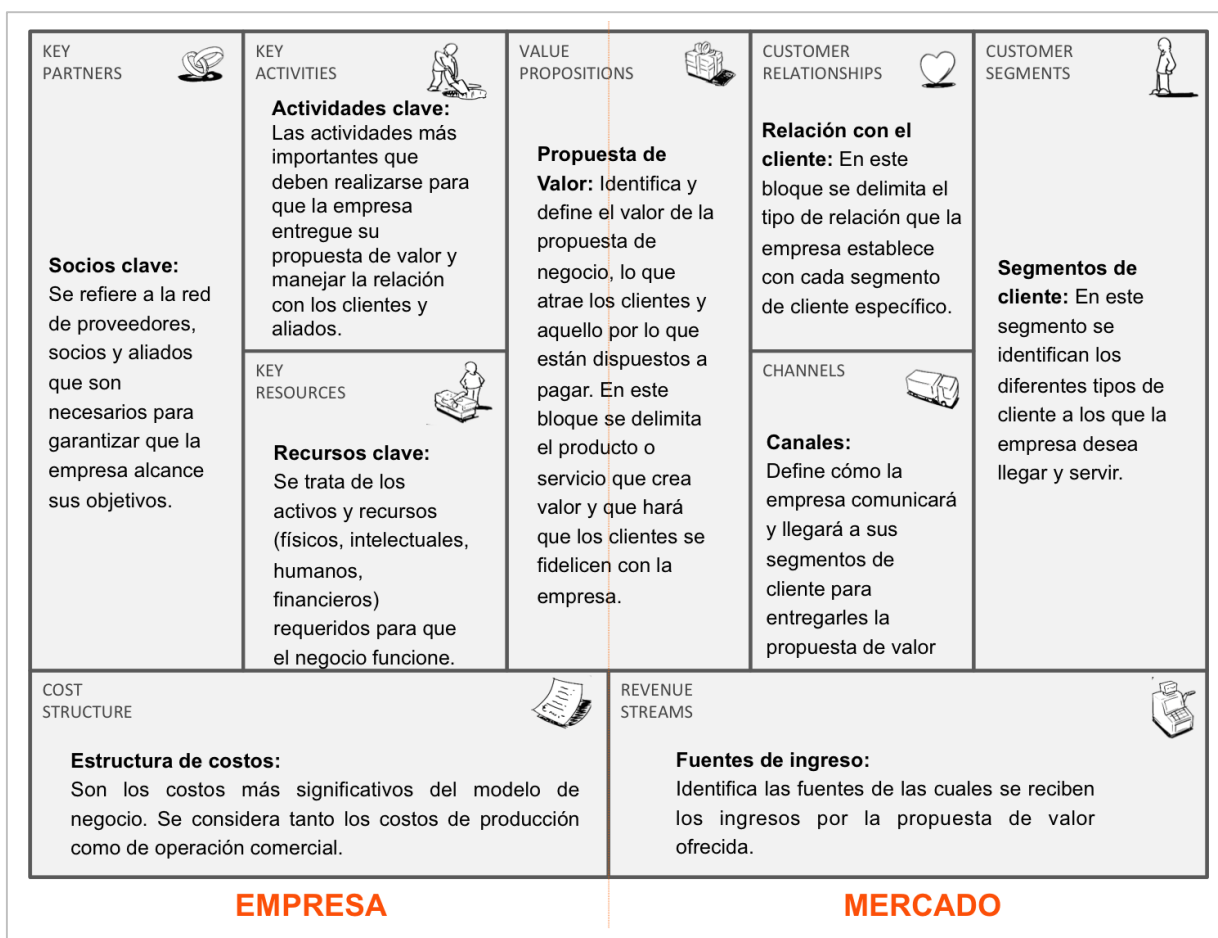 KEY
PARTNERS
Socios clave:
Se refiere a la red
de proveedores,
socios y aliados
que son
necesarios para
garantizar que la
empresa alcance
sus objetivos.
KEY
ACTIVITIES
Actividades clave:
Las actividades más
importantes que
deben realizarse para
que la empresa
entregue su
propuesta de valor y
manejar la relación
con los clientes y
aliados.
KEY
RESOURCES
Recursos clave:
Se trata de los
activos y recursos
(físicos, intelectuales,
humanos,
financieros)
requeridos para que
el negocio funcione.
VALUE
PROPOSITIONS
Propuesta de
Valor: Identifica y
define el valor de la
propuesta de
negocio, lo que
atrae los clientes y
aquello por lo que
están dispuestos a
pagar. En este
bloque se delimita
el producto o
servicio que crea
valor y que hará
que los clientes se
fidelicen con la
empresa.
CUSTOMER
RELATIONSHIPS
Relación con el
cliente: En este
bloque se delimita el
tipo de relación que la
empresa establece
con cada segmento
de cliente específico.
CHANNELS
Canales:
Define cómo la
empresa comunicará
y llegará a sus
segmentos de
cliente para
entregarles la
propuesta de valor
CUSTOMER
SEGMENTS
Segmentos de
cliente: En este
segmento se
identifican los
diferentes tipos de
cliente a los que la
empresa desea
llegar y servir.
COST
STRUCTURE
Estructura de costos:
Son los costos más significativos del modelo de
negocio. Se considera tanto los costos de producción
como de operación comercial.
REVENUE
STREAMS
Fuentes de ingreso:
Identifica las fuentes de las cuales se reciben
los ingresos por la propuesta de valor
ofrecida.
EMPRESA
MERCADO